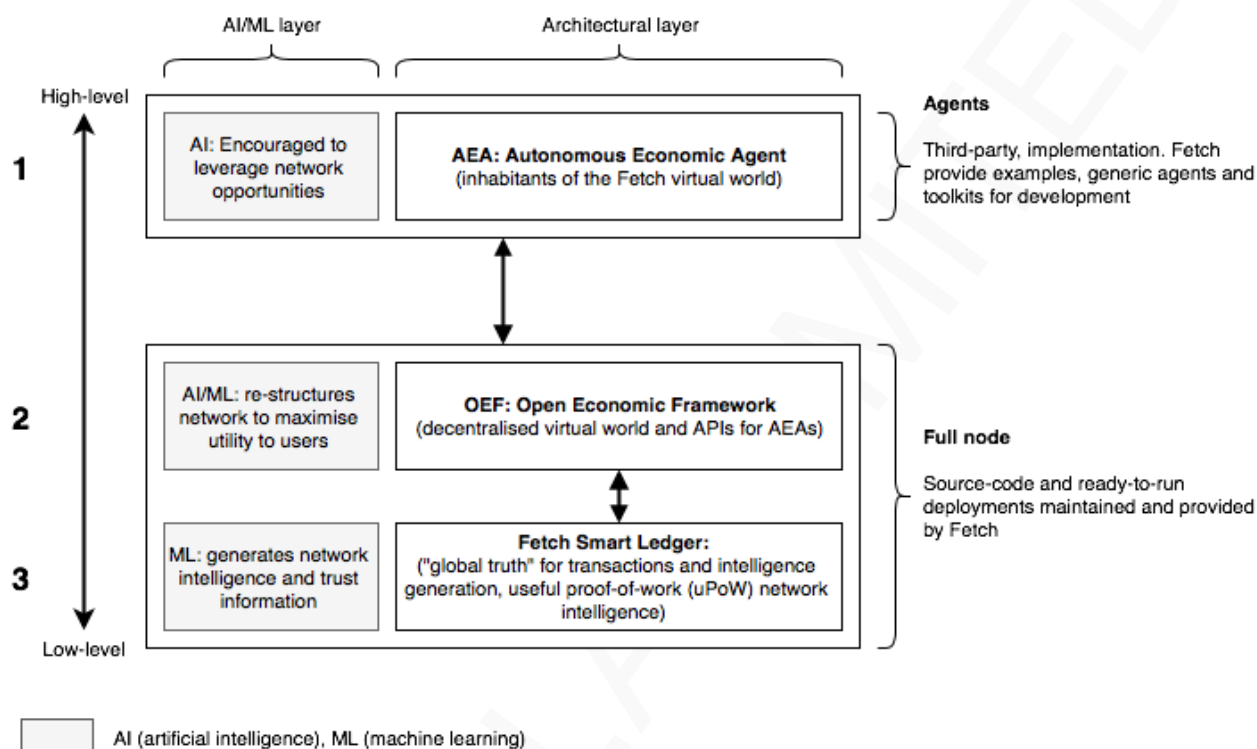 AI/ML layer
Architectural layer
High-level
1
AI: Encouraged to
leverage network
opportunities
AEA: Autonomous Economic Agent
(inhabitants of the Fetch virtual world)
Agents
Third-party, implementation. Fetch
provide examples, generic agents and
toolkits for development
2
AI/ML: re-structures
network to maximise
utility to users
OEF: Open Economic Framework
(decentralised virtual world and APIs for AEAs)
Full node
Source-code and ready-to-run
deployments maintained and provided
by Fetch
3
ML: generates network
intelligence and trust
information
Fetch Smart Ledger:
("global truth" for transactions and intelligence
generation, useful proof-of-work (uPoW) network
intelligence)
Low-level
AI (artificial intelligence), ML (machine learning)